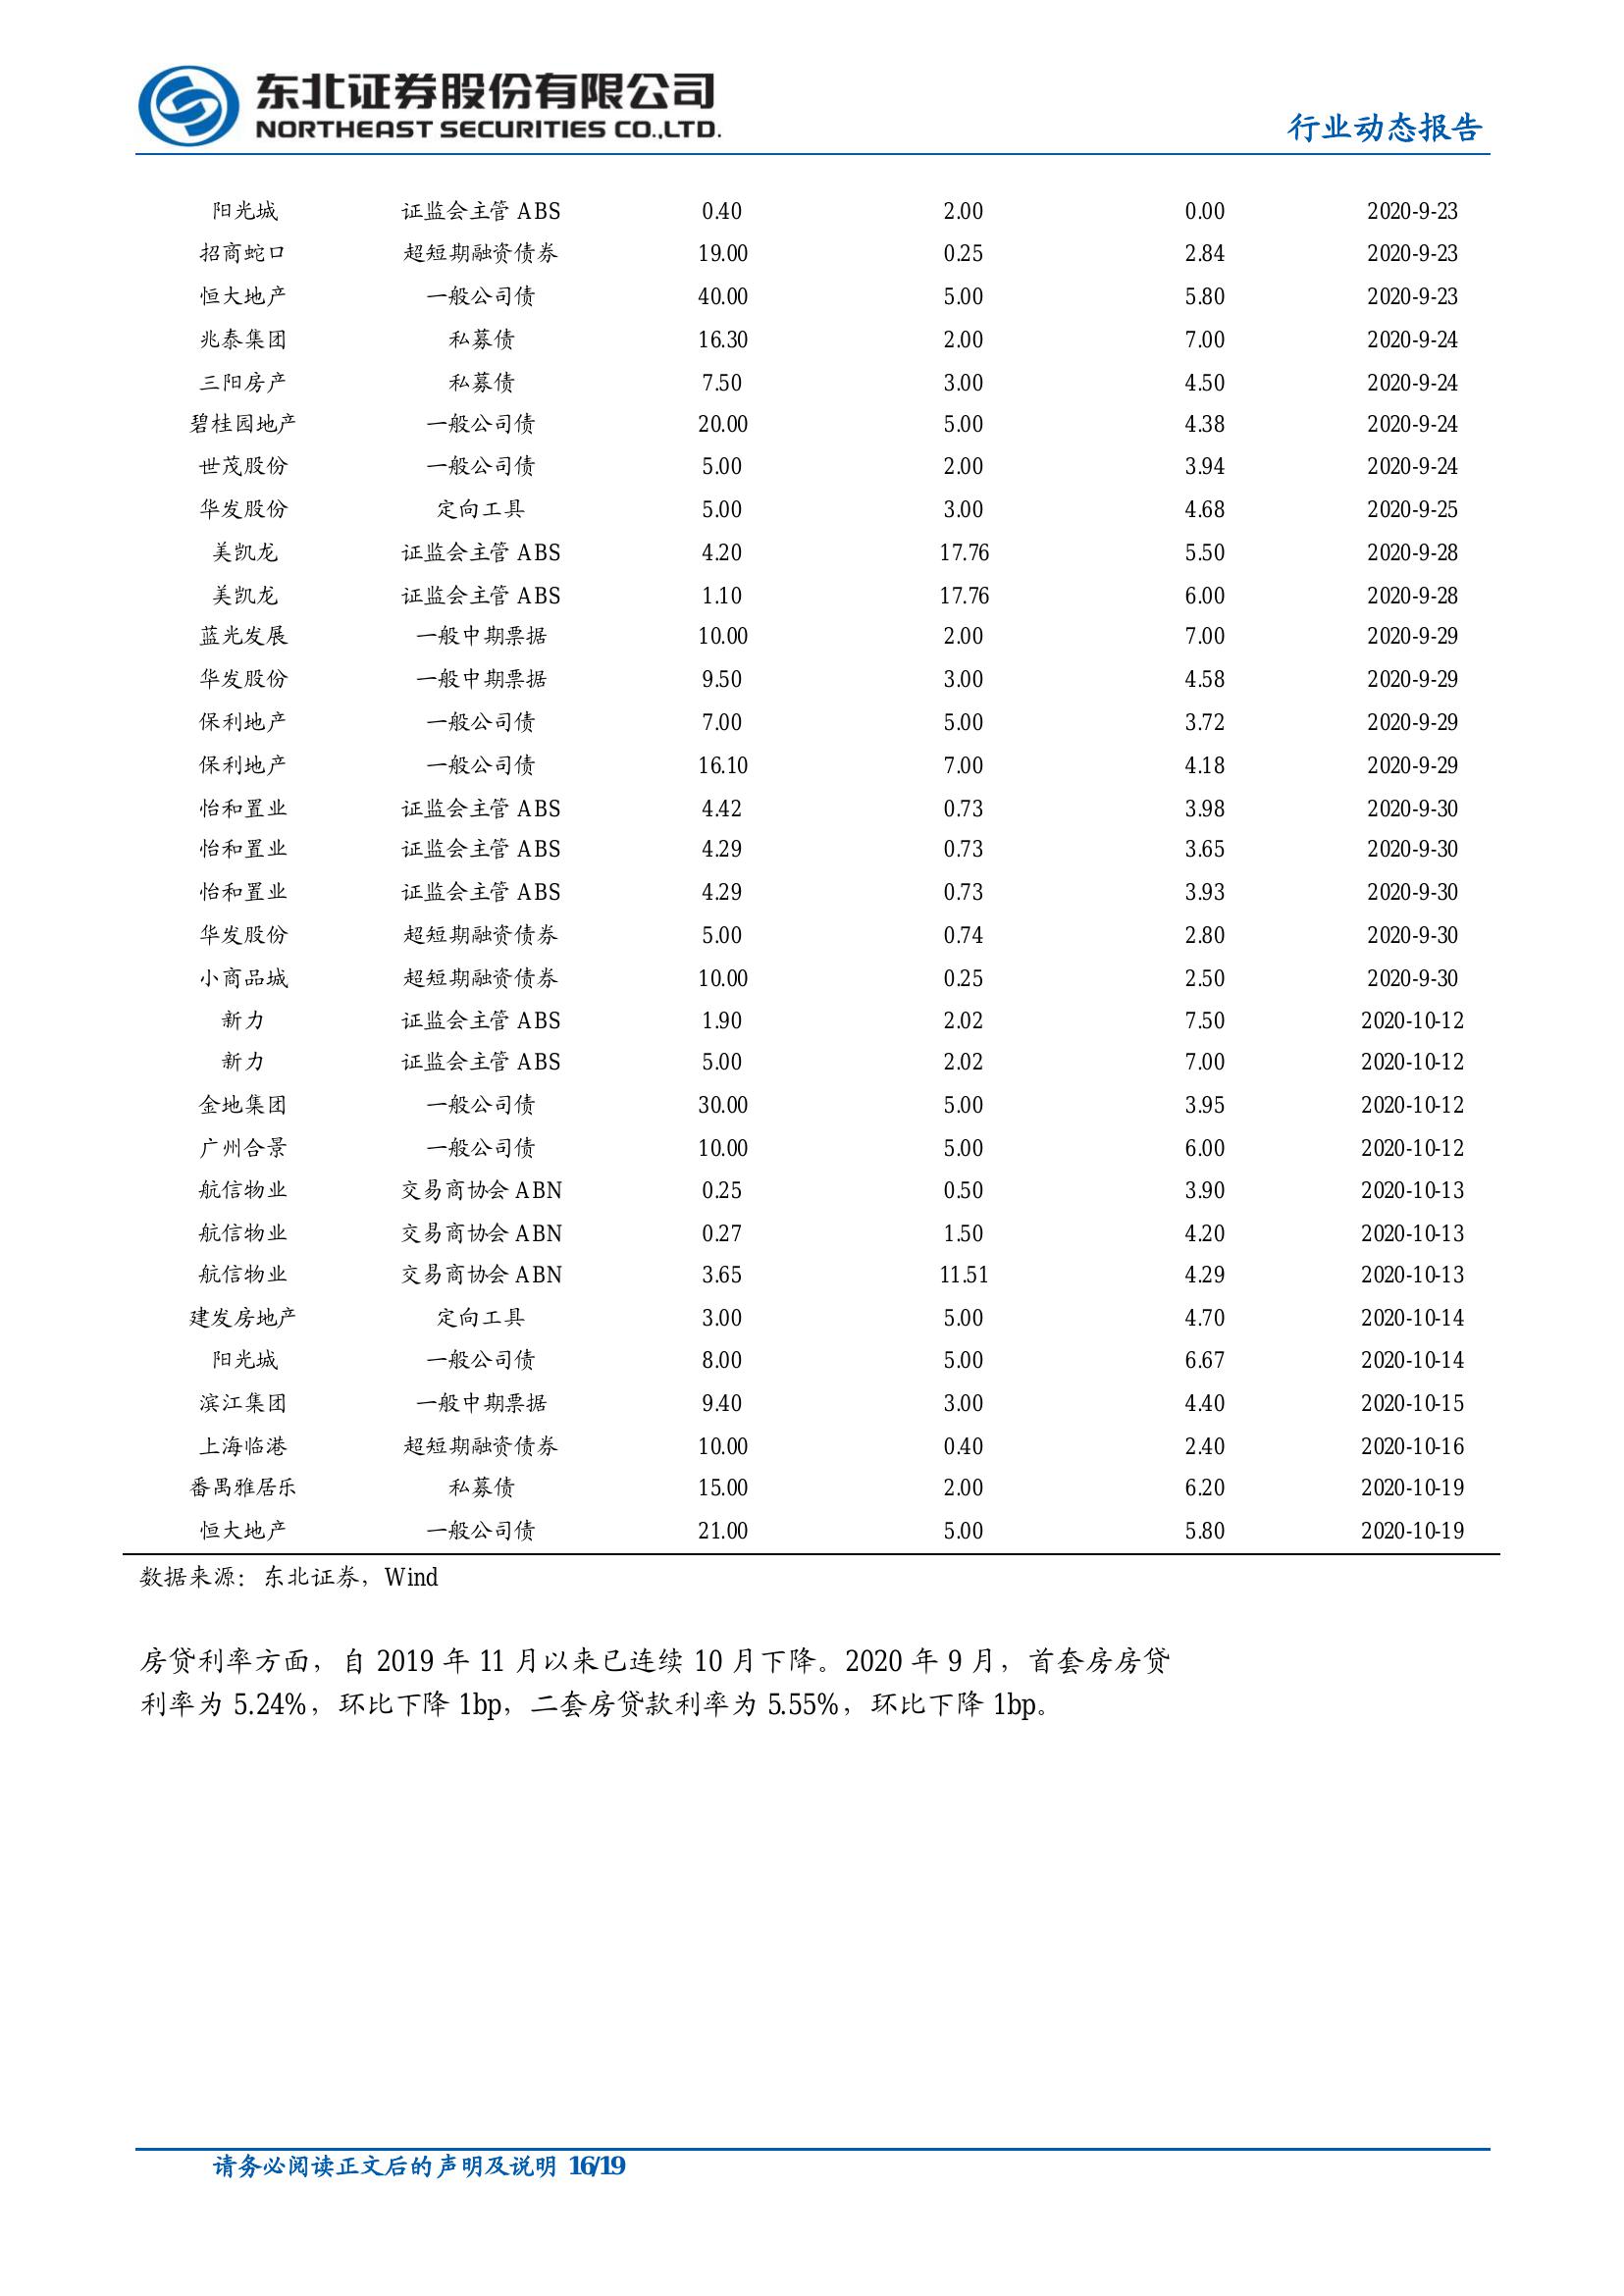 东北证券股份有限公司
NORTHEAST SECURITIES CO.,LTD.
行业动态报告
阳光城 证监会主管 ABS 0.40 2.00 0.00 2020-9-23
招商蛇口 超短期融资债券 19.00 0.25 2.84 2020-9-23
恒大地产 一般公司债 40.00 5.00 5.80 2020-9-23
兆泰集团 私募债 16.30 2.00 7.00 2020-9-24
三阳房产 私募债 7.50 3.00 4.50 2020-9-24
碧桂园地产 一般公司债 20.00 5.00 4.38 2020-9-24
世茂股份 一般公司债 5.00 2.00 3.94 2020-9-24
华发股份 定向工具 5.00 3.00 4.68 2020-9-25
美凯龙 证监会主管 ABS 4.20 17.76 5.50 2020-9-28
美凯龙 证监会主管 ABS 1.10 17.76 6.00 2020-9-28
蓝光发展 一般中期票据 10.00 2.00 7.00 2020-9-29
华发股份 一般中期票据 9.50 3.00 4.58 2020-9-29
保利地产 一般公司债 7.00 5.00 3.72 2020-9-29
保利地产 一般公司债 16.10 7.00 4.18 2020-9-29
怡和置业 证监会主管 ABS 4.42 0.73 3.98 2020-9-30
怡和置业 证监会主管 ABS 4.29 0.73 3.65 2020-9-30
怡和置业 证监会主管 ABS 4.29 0.73 3.93 2020-9-30
华发股份 超短期融资债券 5.00 0.74 2.80 2020-9-30
小商品城 超短期融资债券 10.00 0.25 2.50 2020-9-30
新力 证监会主管 ABS 1.90 2.02 7.50 2020-10-12
新力 证监会主管 ABS 5.00 2.02 7.00 2020-10-12
金地集团 一般公司债 30.00 5.00 3.95 2020-10-12
广州合景 一般公司债 10.00 5.00 6.00 2020-10-12
航信物业 交易商协会 ABN 0.25 0.50 3.90 2020-10-13
航信物业 交易商协会 ABN 0.27 1.50 4.20 2020-10-13
航信物业 交易商协会 ABN 3.65 11.51 4.29 2020-10-13
建发房地产 定向工具 3.00 5.00 4.70 2020-10-14
阳光城 一般公司债 8.00 5.00 6.67 2020-10-14
滨江集团 一般中期票据 9.40 3.00 4.40 2020-10-15
上海临港 超短期融资债券 10.00 0.40 2.40 2020-10-16
番禺雅居乐 私募债 15.00 2.00 6.20 2020-10-19
恒大地产 一般公司债 21.00 5.00 5.80 2020-10-19
数据来源：东北证券，Wind
房贷利率方面，自 2019 年 11 月以来已连续 10 月下降。2020 年 9 月，首套房房贷
利率为 5.24%，环比下降 1bp，二套房贷款利率为 5.55%，环比下降 1bp。
请务必阅读正文后的声明及说明 16/19